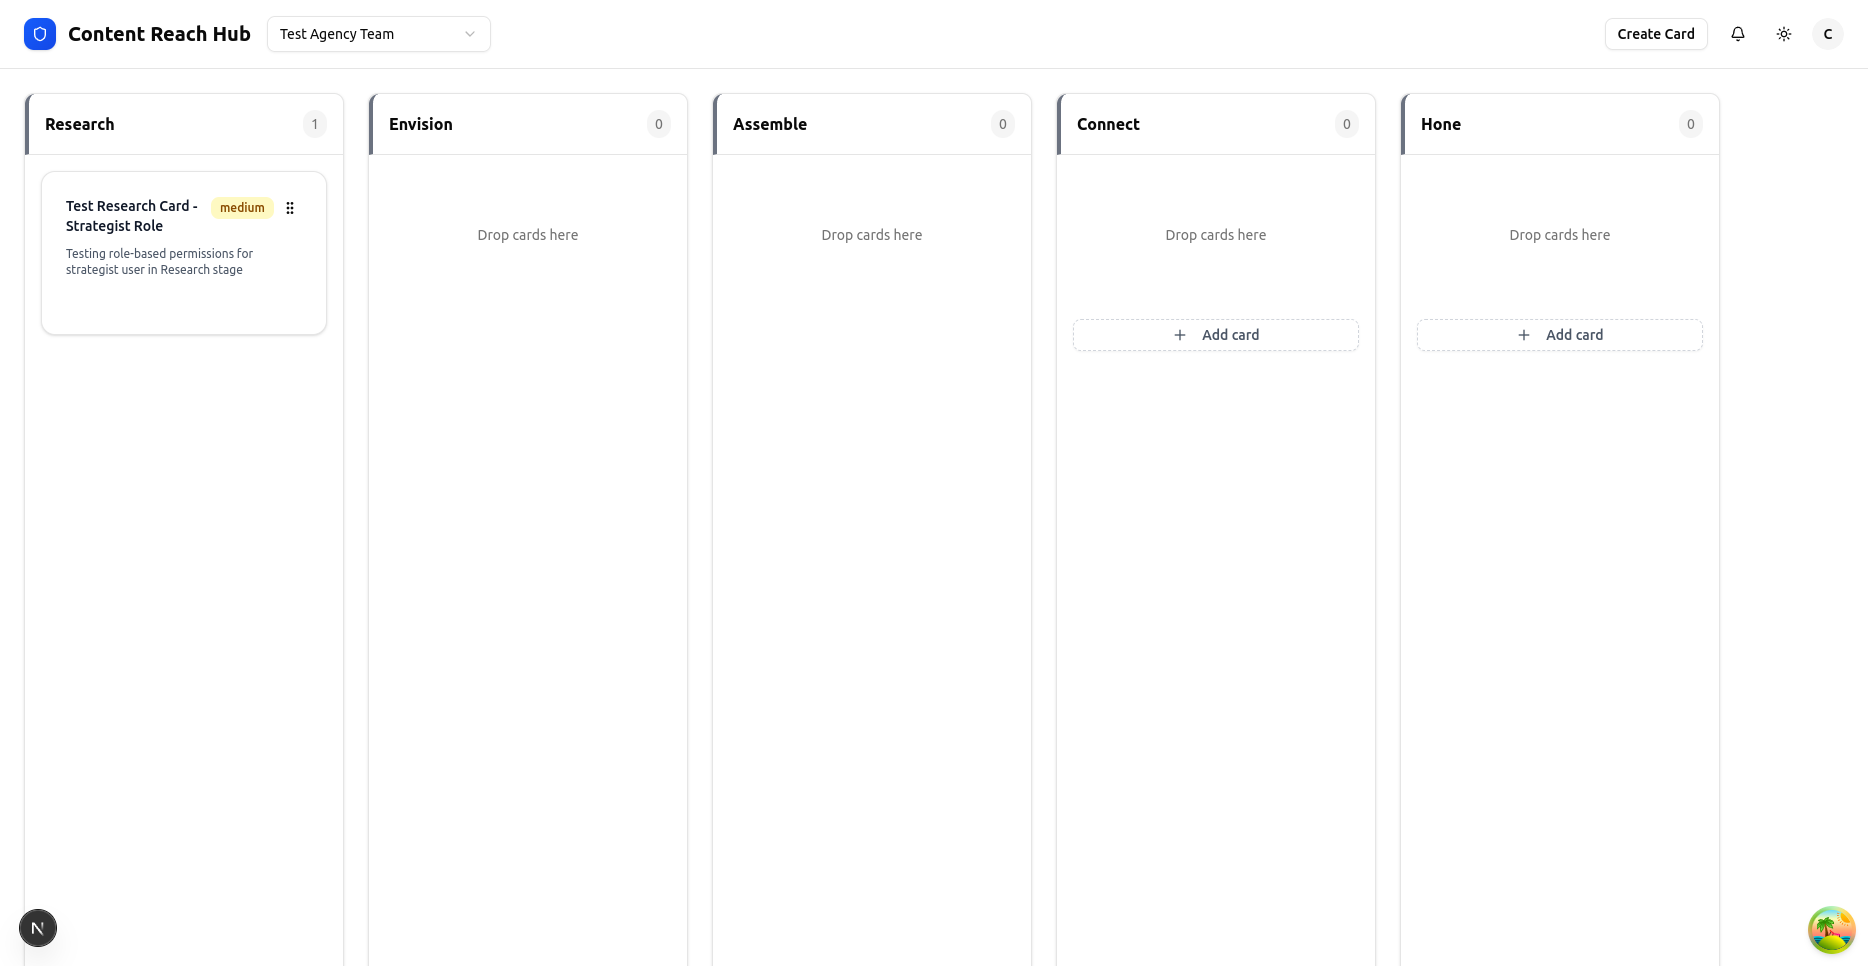 Content Reach Hub
Test Agency Team
Create Card
C
Research 1
Test Research Card -
Strategist Role
medium
Testing role-based permissions for
strategist user in Research stage
Envision 0
Drop cards here
Assemble 0
Drop cards here
Connect 0
Drop cards here
Add card
Hone 0
Drop cards here
Add card
N